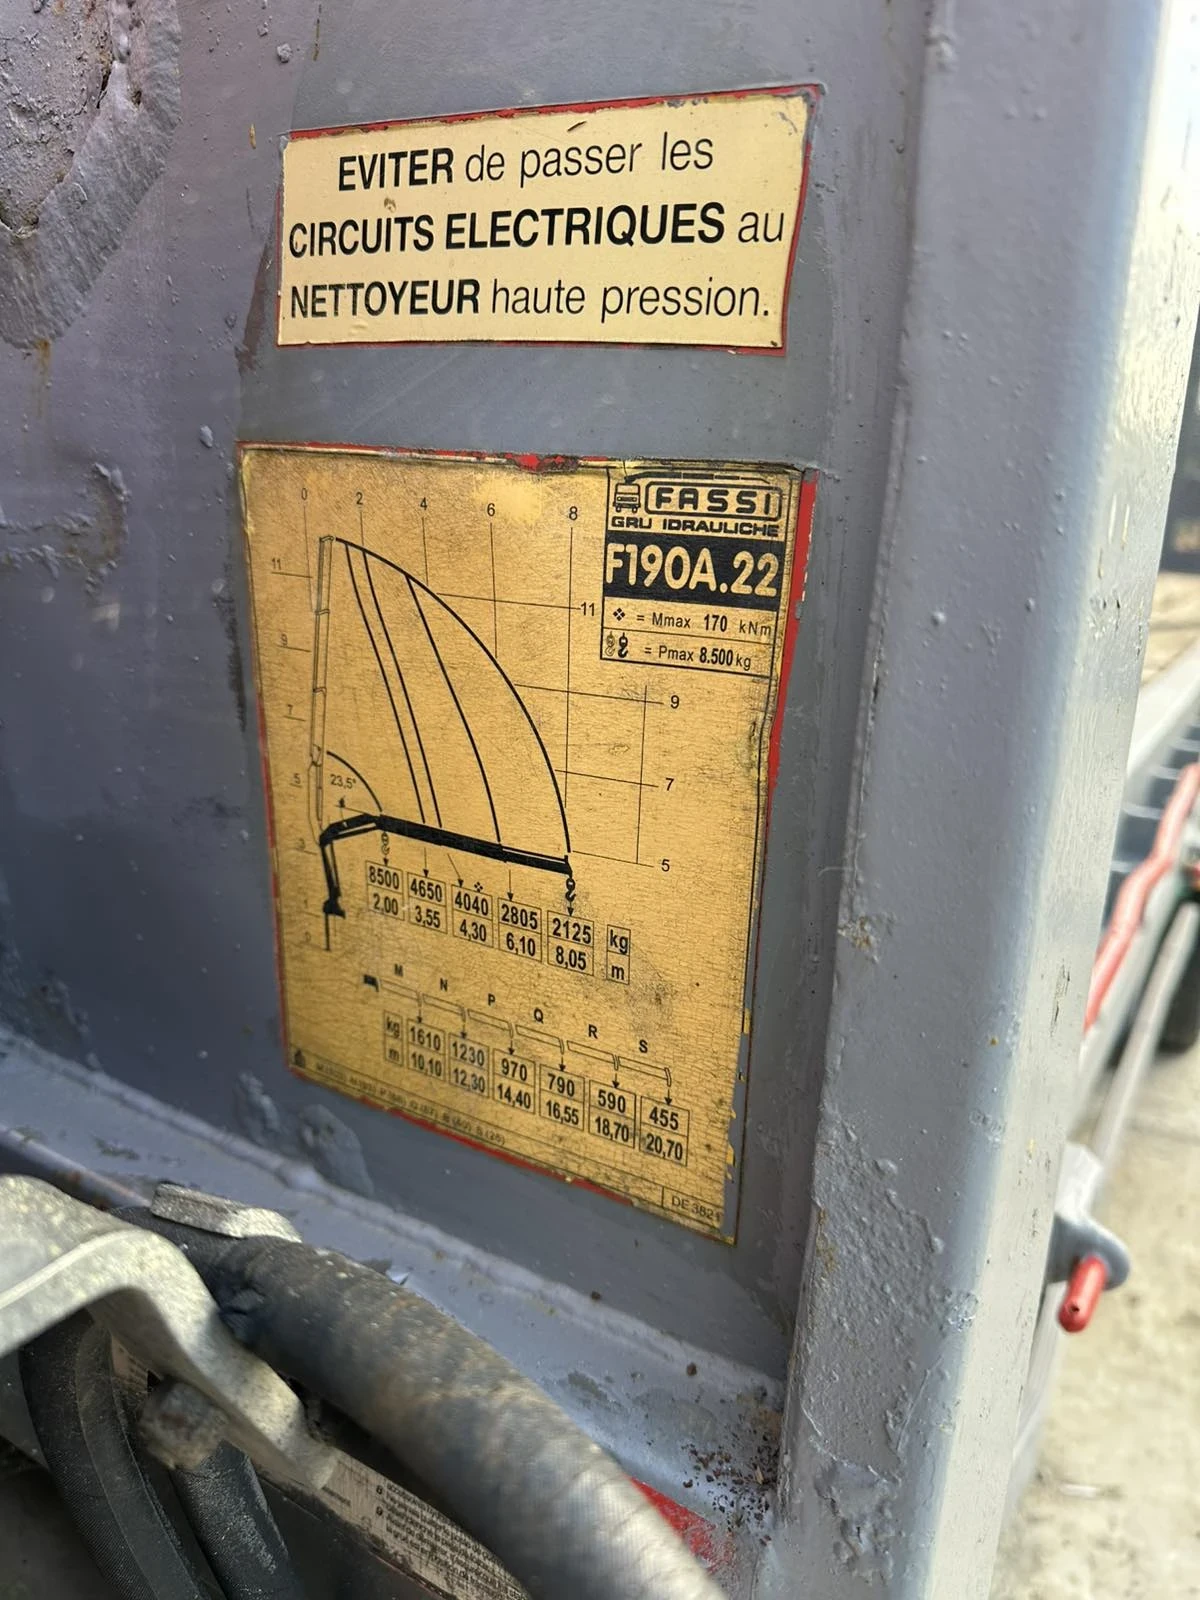 EVITER de passer les
CIRCUITS ELECTRIQUES au
NETTOYEUR haute pression.
FASSI
GRU IDRAULICHE
F190A.22
= Mmax 170 kNm
= Pmax 8.500 kg
0 2 4 6 8
11
11
9
9
7
7
5
5
3
1
23,5°
8500 4650 4040 2805 2125 kg
2,00 3,55 4,30 6,10 8,05 m
M N P Q R S
kg 1610 1230 970 790 590 455
m 10,10 12,30 14,40 16,55 18,70 20,70
DE 3821